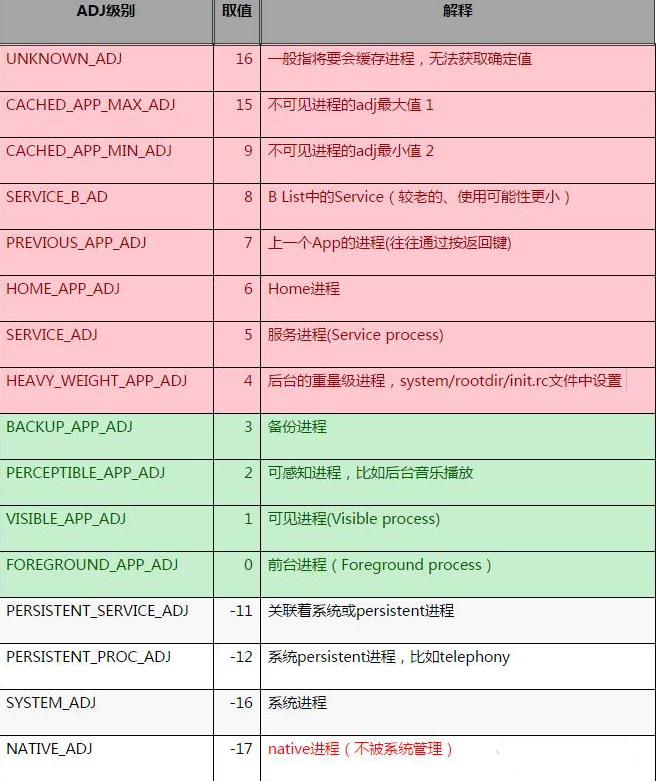 ADJ级别 取值 解释
UNKNOWN_ADJ 16 一般指将要会缓存进程，无法获取确定值
CACHED_APP_MAX_ADJ 15 不可见进程的adj最大值 1
CACHED_APP_MIN_ADJ 9 不可见进程的adj最小值 2
SERVICE_B_AD 8 B List中的Service（较老的、使用可能性更小）
PREVIOUS_APP_ADJ 7 上一个App的进程(往往通过按返回键)
HOME_APP_ADJ 6 Home进程
SERVICE_ADJ 5 服务进程(Service process)
HEAVY_WEIGHT_APP_ADJ 4 后台的重量级进程，system/rootdir/init.rc文件中设置
BACKUP_APP_ADJ 3 备份进程
PERCEPTIBLE_APP_ADJ 2 可感知进程，比如后台音乐播放
VISIBLE_APP_ADJ 1 可见进程(Visible process)
FOREGROUND_APP_ADJ 0 前台进程（Foreground process）
PERSISTENT_SERVICE_ADJ -11 关联着系统或persistent进程
PERSISTENT_PROC_ADJ -12 系统persistent进程，比如telephony
SYSTEM_ADJ -16 系统进程
NATIVE_ADJ -17 native进程（不被系统管理）